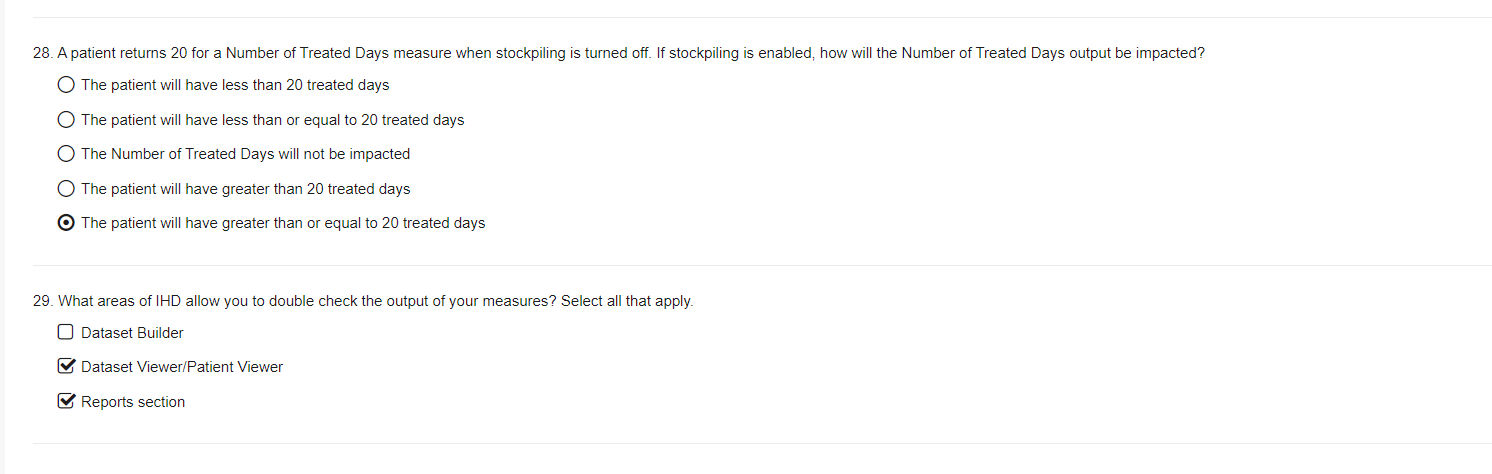 28. A patient returns 20 for a Number of Treated Days measure when stockpiling is turned off. If stockpiling is enabled, how will the Number of Treated Days output be impacted?
The patient will have less than 20 treated days
The patient will have less than or equal to 20 treated days
The Number of Treated Days will not be impacted
The patient will have greater than 20 treated days
The patient will have greater than or equal to 20 treated days
29. What areas of IHD allow you to double check the output of your measures? Select all that apply.
Dataset Builder
Dataset Viewer/Patient Viewer
Reports section